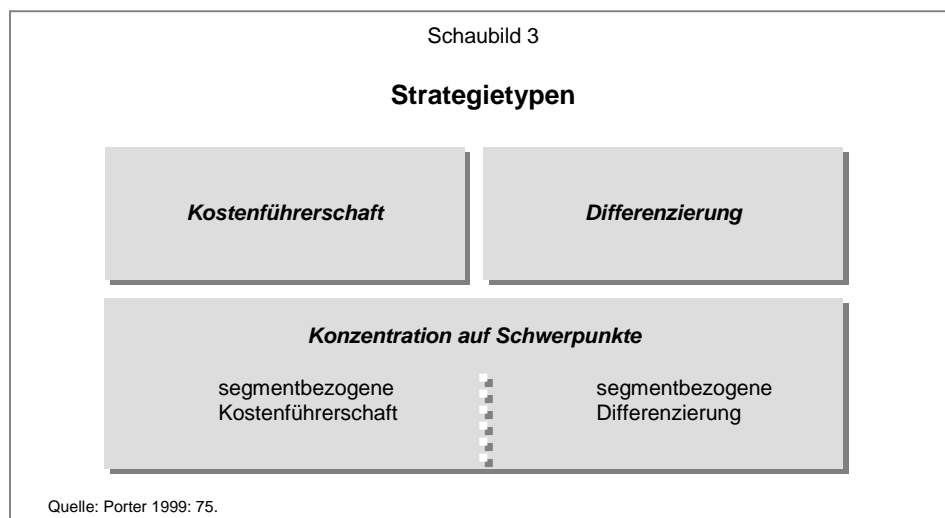 Schaubild 3
Strategietypen
Kostenführerschaft
Differenzierung
Konzentration auf Schwerpunkte
segmentbezogene
Kostenführerschaft
segmentbezogene
Differenzierung
Quelle: Porter 1999: 75.